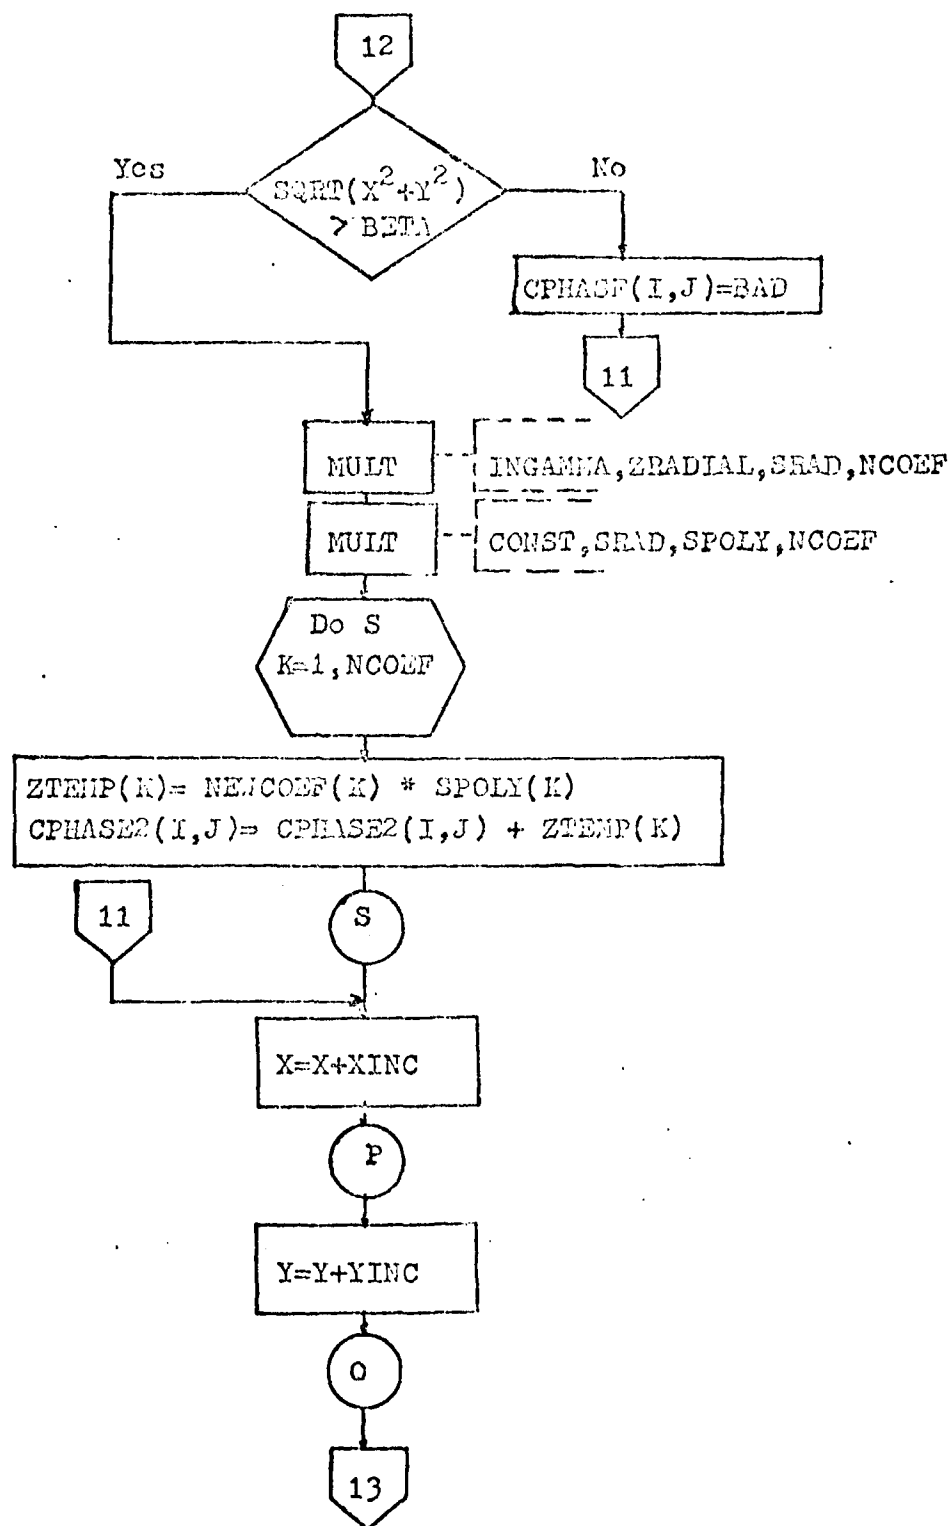 12
Yes
No
SQRT(X²+Y²)
> BETA
CPHASE(I,J)=BAD
11
MULT
INGAMMA,ZRADIAL,SRAD,NCOEF
MULT
CONST,SRAD,SPOLY,NCOEF
Do S
K=1,NCOEF
ZTEMP(K)= NEWCOEF(K) * SPOLY(K)
CPHASE2(I,J)= CPHASE2(I,J) + ZTEMP(K)
11
S
X=X+XINC
P
Y=Y+YINC
O
13